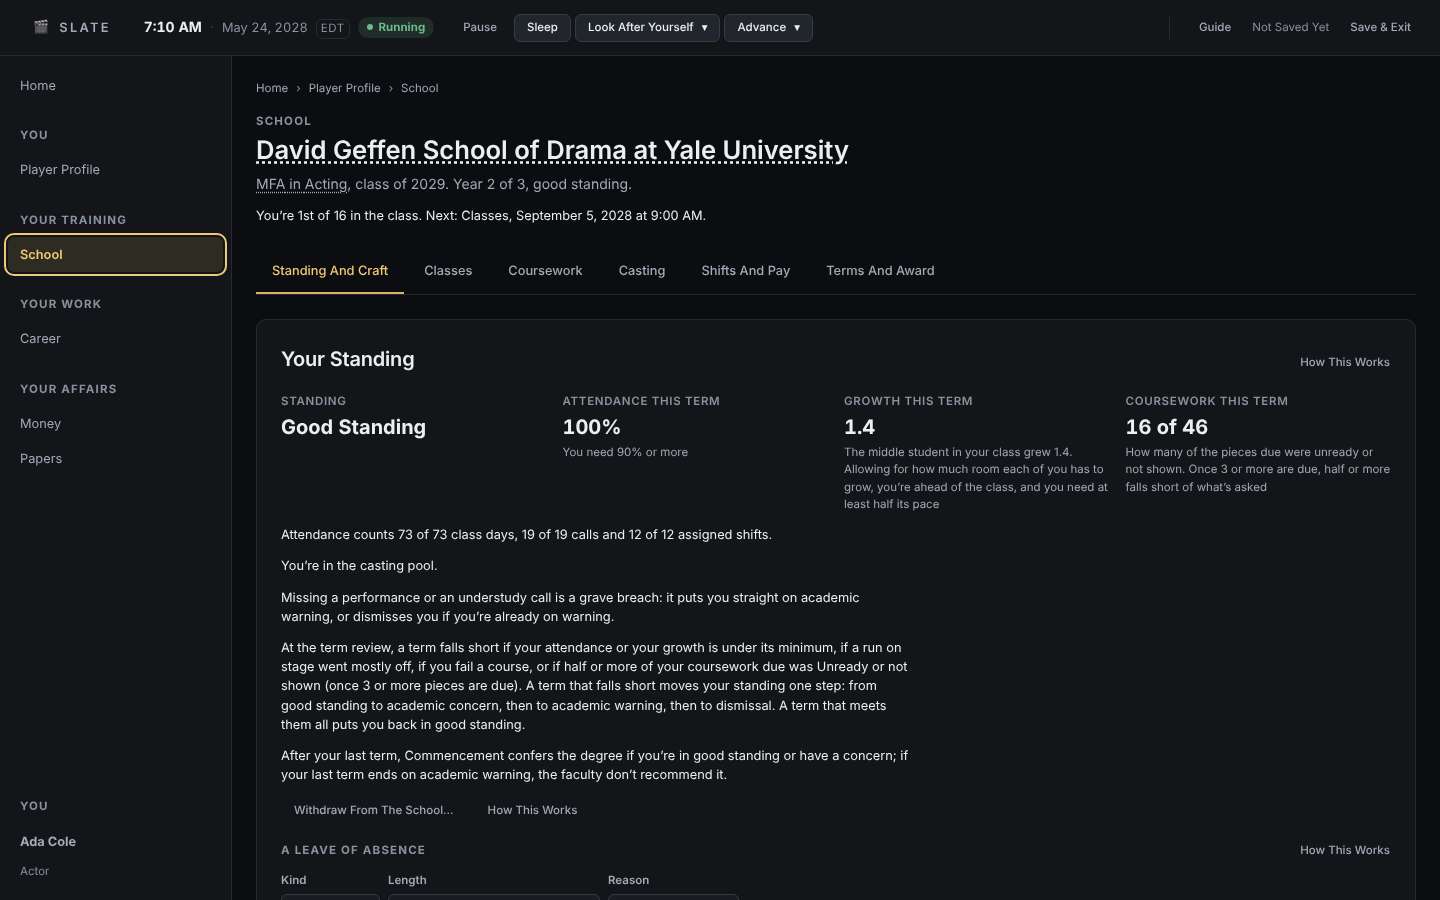 SLATE
7:10 AM · May 24, 2028 EDT Running
Pause
Sleep
Look After Yourself ▾
Advance ▾
Guide
Not Saved Yet
Save & Exit
Home
YOU
Player Profile
YOUR TRAINING
School
YOUR WORK
Career
YOUR AFFAIRS
Money
Papers
YOU
Ada Cole
Actor
Home › Player Profile › School
SCHOOL
David Geffen School of Drama at Yale University
MFA in Acting, class of 2029. Year 2 of 3, good standing.
You’re 1st of 16 in the class. Next: Classes, September 5, 2028 at 9:00 AM.
Standing And Craft
Classes
Coursework
Casting
Shifts And Pay
Terms And Award
Your Standing
How This Works
STANDING
Good Standing
ATTENDANCE THIS TERM
100%
You need 90% or more
GROWTH THIS TERM
1.4
The middle student in your class grew 1.4.
Allowing for how much room each of you has to
grow, you’re ahead of the class, and you need at
least half its pace
COURSEWORK THIS TERM
16 of 46
How many of the pieces due were unready or
not shown. Once 3 or more are due, half or more
falls short of what’s asked
Attendance counts 73 of 73 class days, 19 of 19 calls and 12 of 12 assigned shifts.
You’re in the casting pool.
Missing a performance or an understudy call is a grave breach: it puts you straight on academic
warning, or dismisses you if you’re already on warning.
At the term review, a term falls short if your attendance or your growth is under its minimum, if a run on
stage went mostly off, if you fail a course, or if half or more of your coursework due was Unready or not
shown (once 3 or more pieces are due). A term that falls short moves your standing one step: from
good standing to academic concern, then to academic warning, then to dismissal. A term that meets
them all puts you back in good standing.
After your last term, Commencement confers the degree if you’re in good standing or have a concern; if
your last term ends on academic warning, the faculty don’t recommend it.
Withdraw From The School...
How This Works
A LEAVE OF ABSENCE
How This Works
Kind
Length
Reason